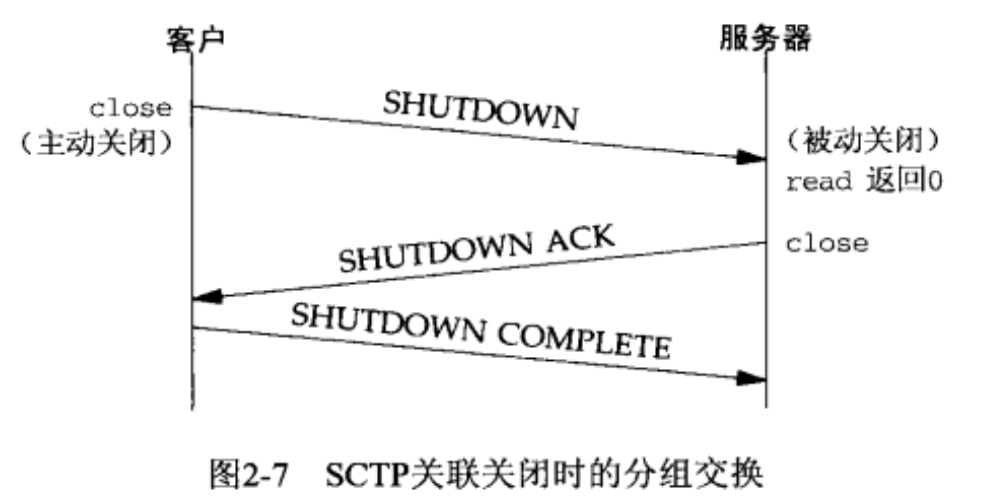 客户
服务器
close
(主动关闭)
SHUTDOWN
(被动关闭)
read 返回0
SHUTDOWN ACK
close
SHUTDOWN COMPLETE
图2-7 SCTP关联关闭时的分组交换